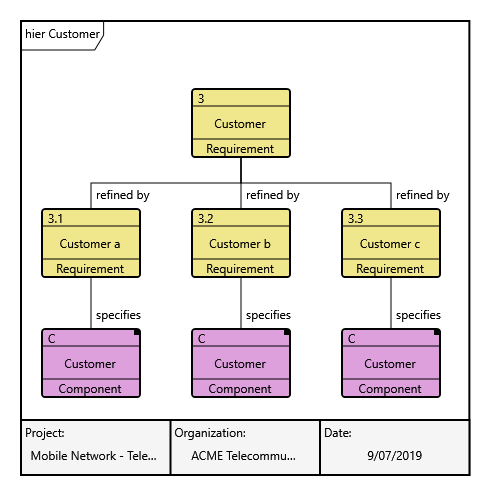 hier Customer
3
Customer
Requirement
refined by refined by refined by
3.1 3.2 3.3
Customer a Customer b Customer c
Requirement Requirement Requirement
specifies specifies specifies
C C C
Customer Customer Customer
Component Component Component
Project: Organization: Date:
Mobile Network - Tele... ACME Telecommu... 9/07/2019